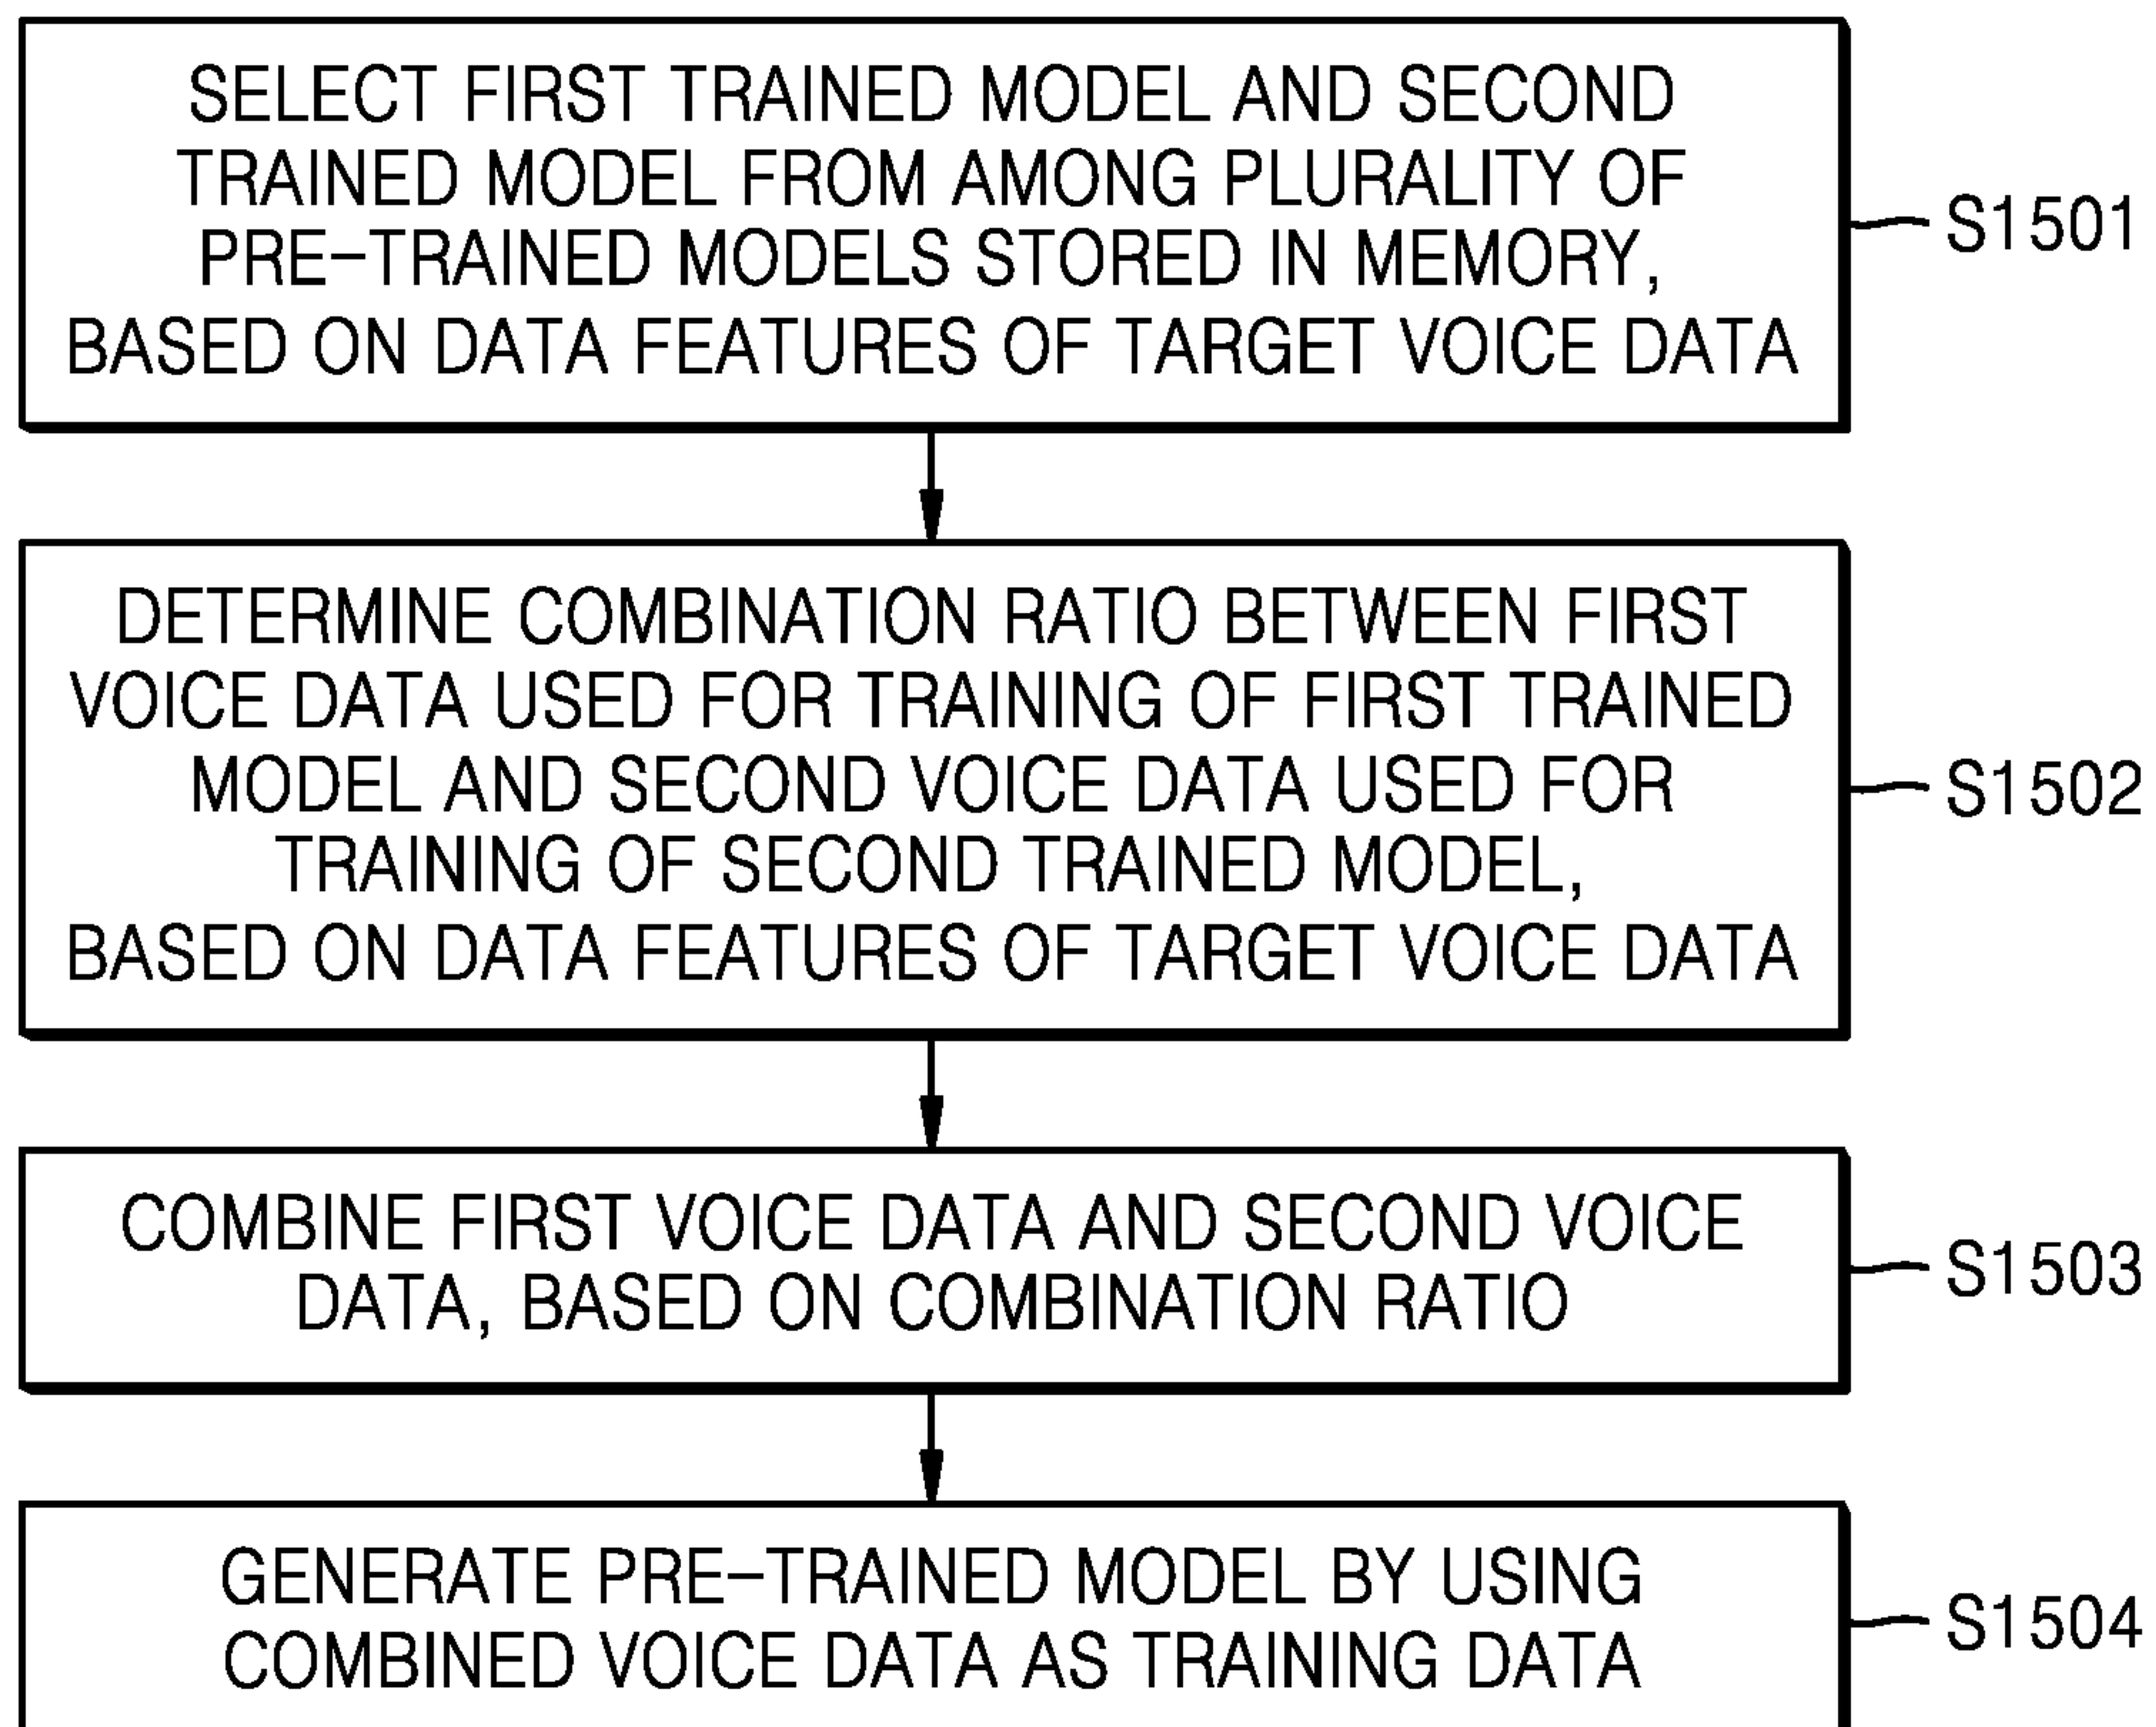 SELECT FIRST TRAINED MODEL AND SECOND
TRAINED MODEL FROM AMONG PLURALITY OF
PRE-TRAINED MODELS STORED IN MEMORY,
BASED ON DATA FEATURES OF TARGET VOICE DATA
S1501
DETERMINE COMBINATION RATIO BETWEEN FIRST
VOICE DATA USED FOR TRAINING OF FIRST TRAINED
MODEL AND SECOND VOICE DATA USED FOR
TRAINING OF SECOND TRAINED MODEL,
BASED ON DATA FEATURES OF TARGET VOICE DATA
S1502
COMBINE FIRST VOICE DATA AND SECOND VOICE
DATA, BASED ON COMBINATION RATIO
S1503
GENERATE PRE-TRAINED MODEL BY USING
COMBINED VOICE DATA AS TRAINING DATA
S1504